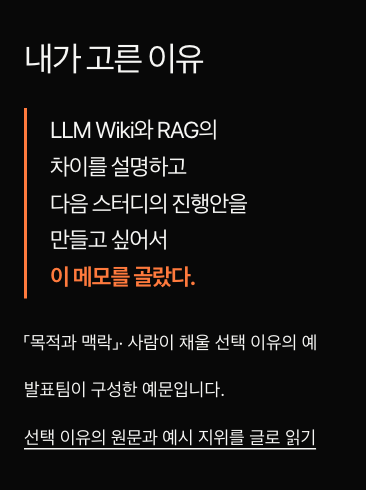 내가 고른 이유
LLM Wiki와 RAG의
차이를 설명하고
다음 스터디의 진행안을
만들고 싶어서
이 메모를 골랐다.
「목적과 맥락」· 사람이 채울 선택 이유의 예
발표팀이 구성한 예문입니다.
선택 이유의 원문과 예시 지위를 글로 읽기